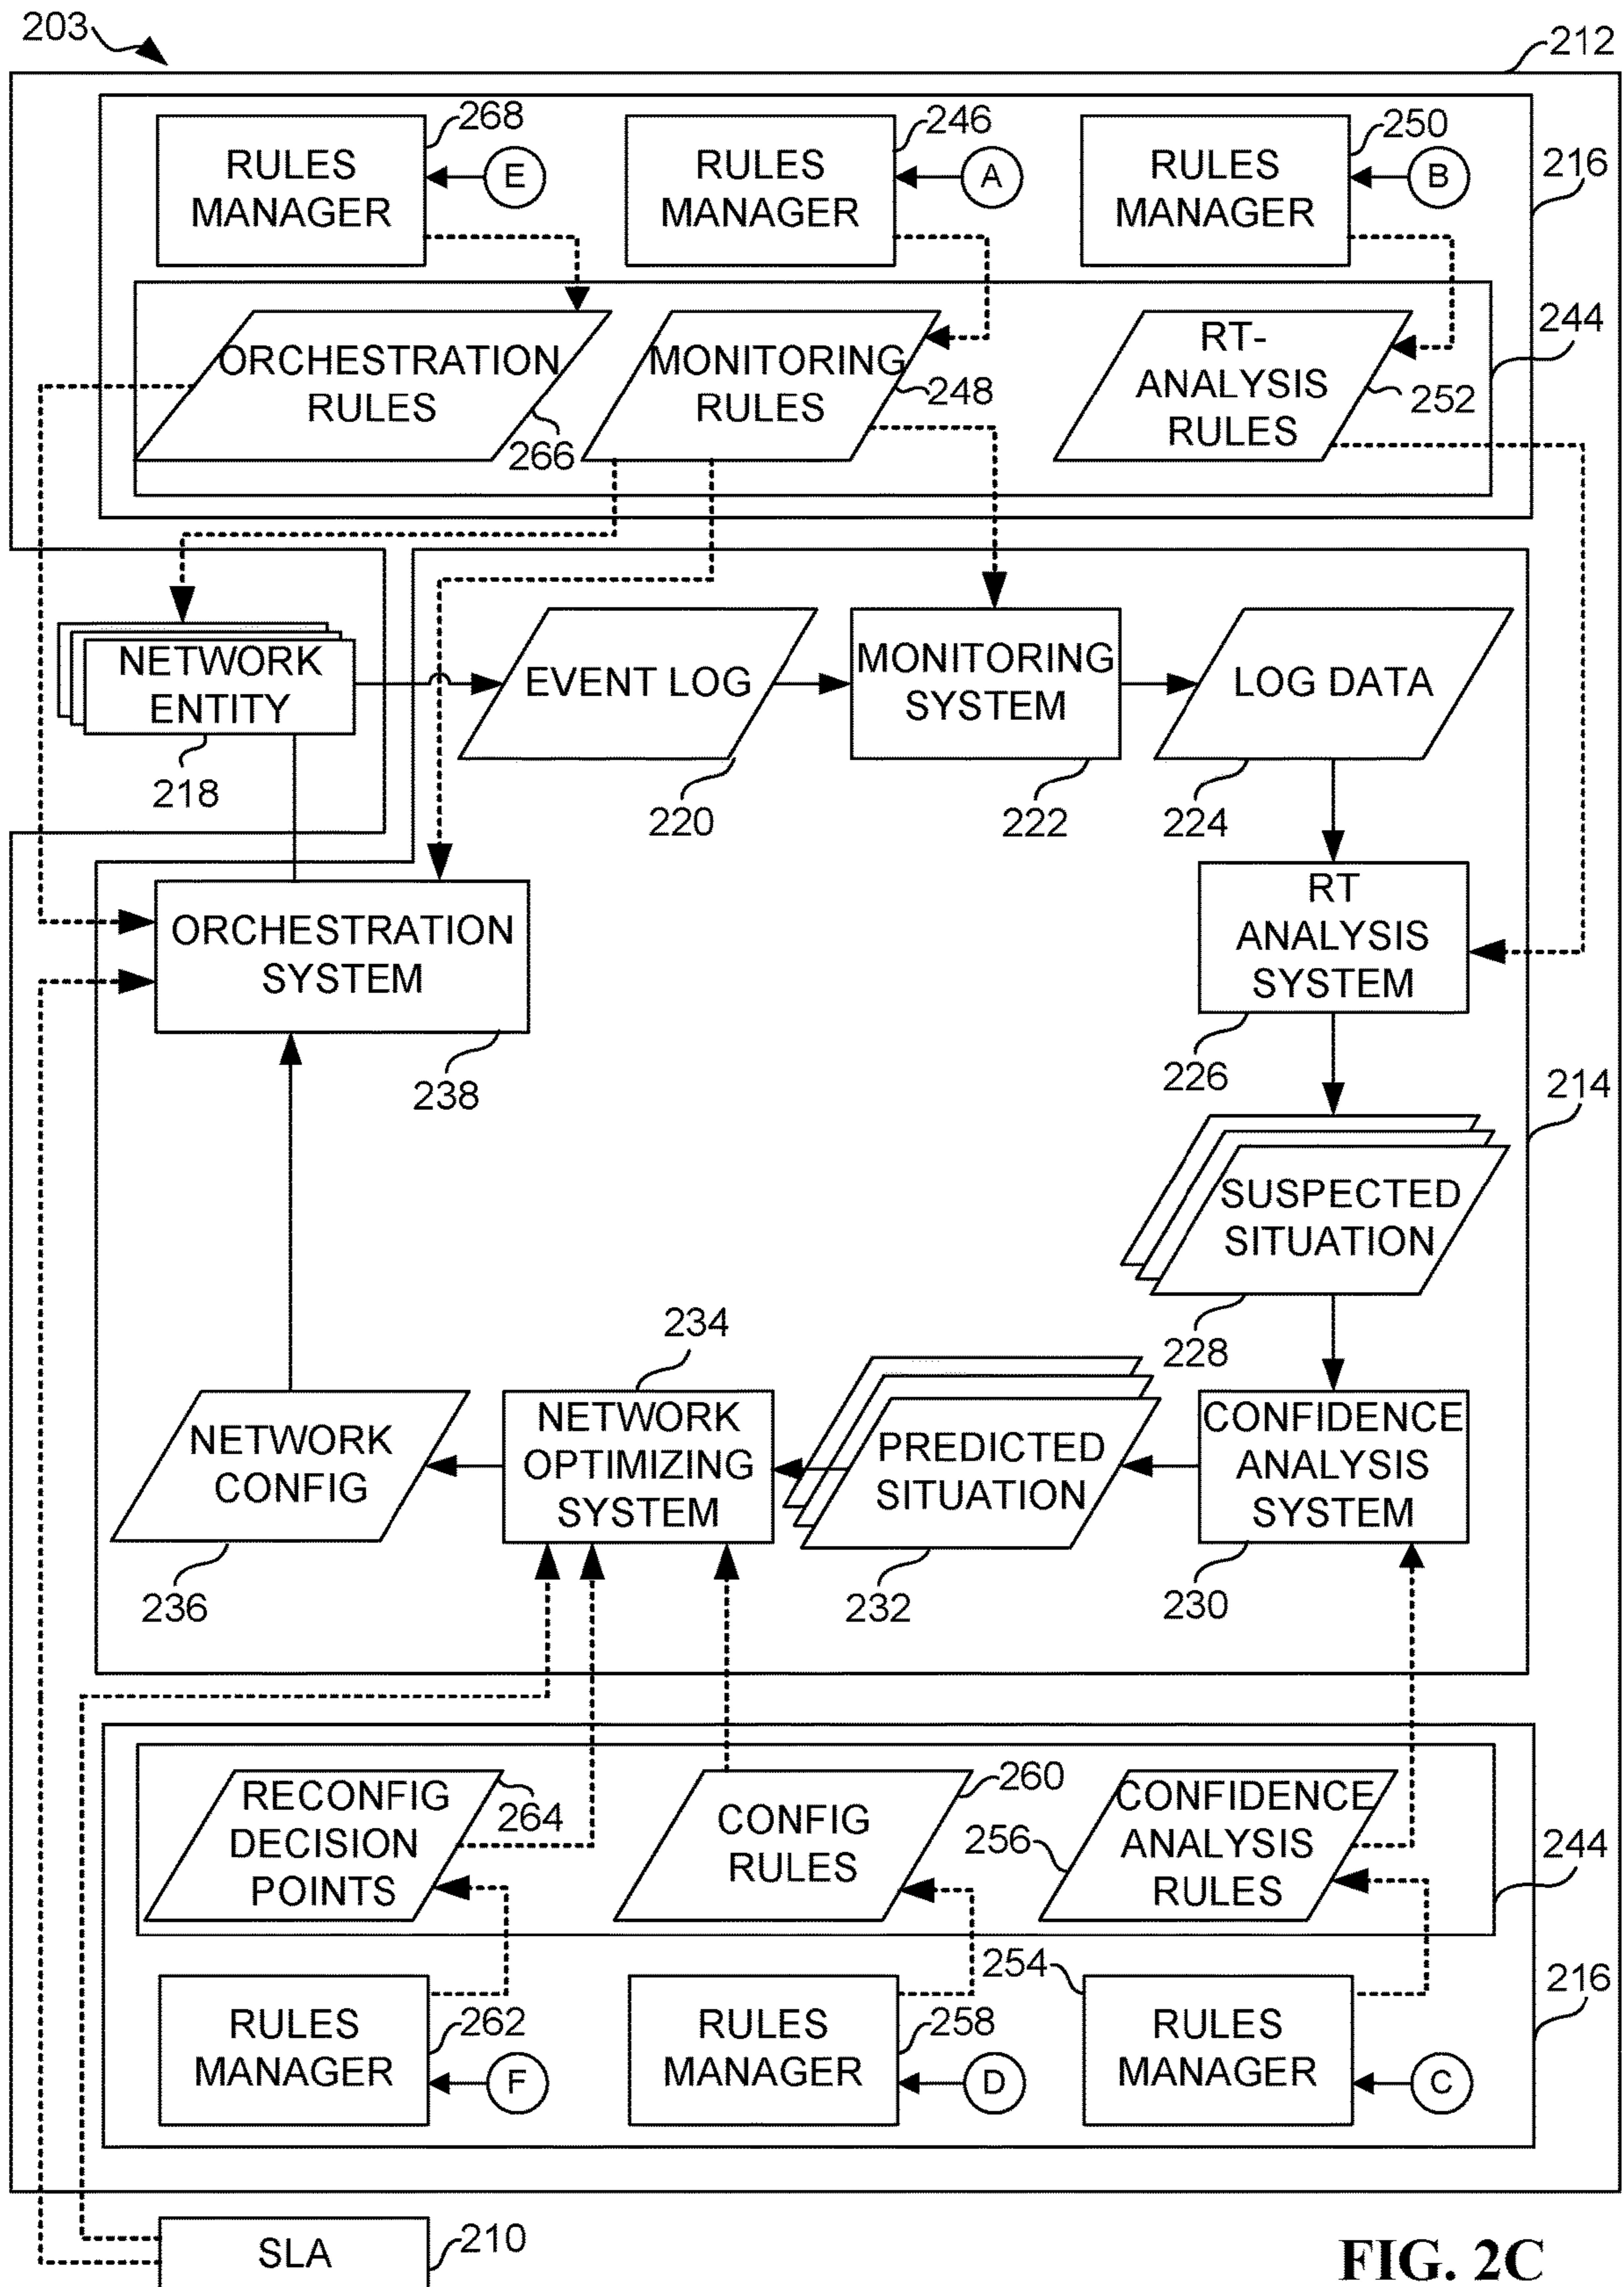 203
212
268
246
250
216
RULES
MANAGER
E
RULES
MANAGER
A
RULES
MANAGER
B
244
ORCHESTRATION
RULES
266
MONITORING
RULES
248
RT-
ANALYSIS
RULES
252
NETWORK
ENTITY
218
EVENT LOG
220
MONITORING
SYSTEM
222
LOG DATA
224
ORCHESTRATION
SYSTEM
238
RT
ANALYSIS
SYSTEM
226
214
SUSPECTED
SITUATION
228
234
NETWORK
CONFIG
236
NETWORK
OPTIMIZING
SYSTEM
PREDICTED
SITUATION
232
CONFIDENCE
ANALYSIS
SYSTEM
230
RECONFIG
DECISION
POINTS
264
CONFIG
RULES
260
CONFIDENCE
ANALYSIS
RULES
256
244
254
216
RULES
MANAGER
262
F
RULES
MANAGER
258
D
RULES
MANAGER
C
SLA
210
FIG. 2C